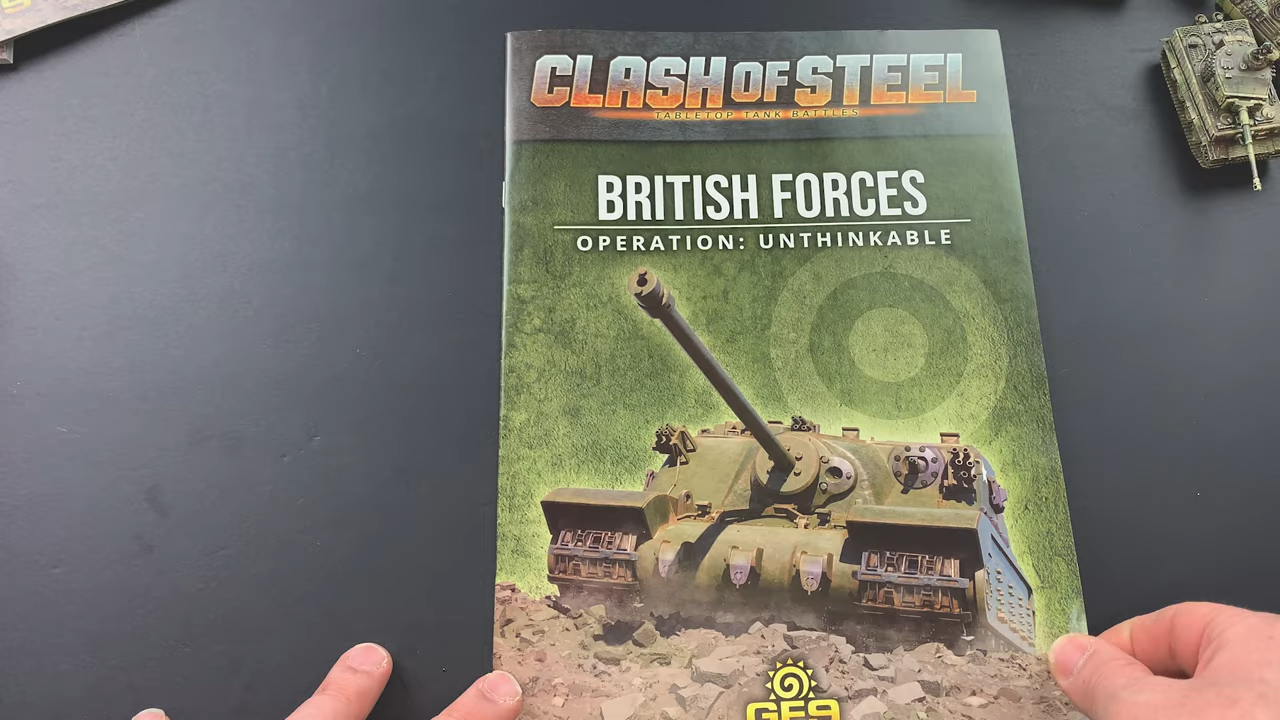 CLASH OF STEEL
TABLETOP TANK BATTLES
BRITISH FORCES
OPERATION: UNTHINKABLE
GF9